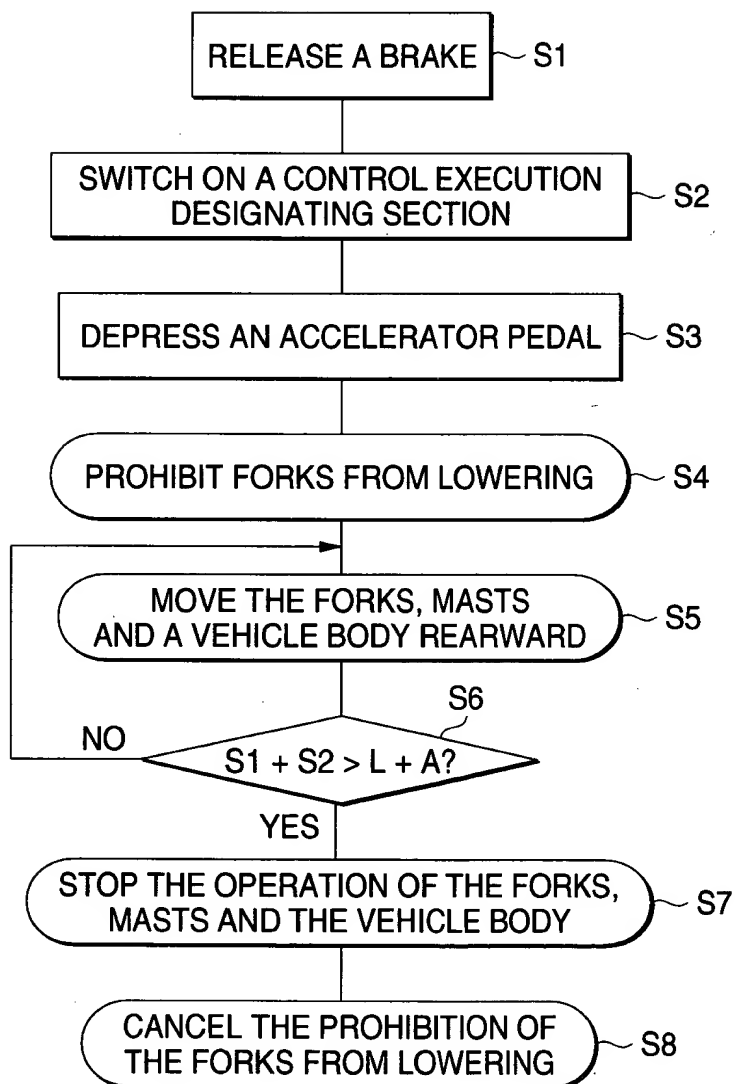 RELEASE A BRAKE
S1
SWITCH ON A CONTROL EXECUTION
DESIGNATING SECTION
S2
DEPRESS AN ACCELERATOR PEDAL
S3
PROHIBIT FORKS FROM LOWERING
S4
MOVE THE FORKS, MASTS
AND A VEHICLE BODY REARWARD
S5
S6
NO
S1 + S2 > L + A?
YES
STOP THE OPERATION OF THE FORKS,
MASTS AND THE VEHICLE BODY
S7
CANCEL THE PROHIBITION OF
THE FORKS FROM LOWERING
S8